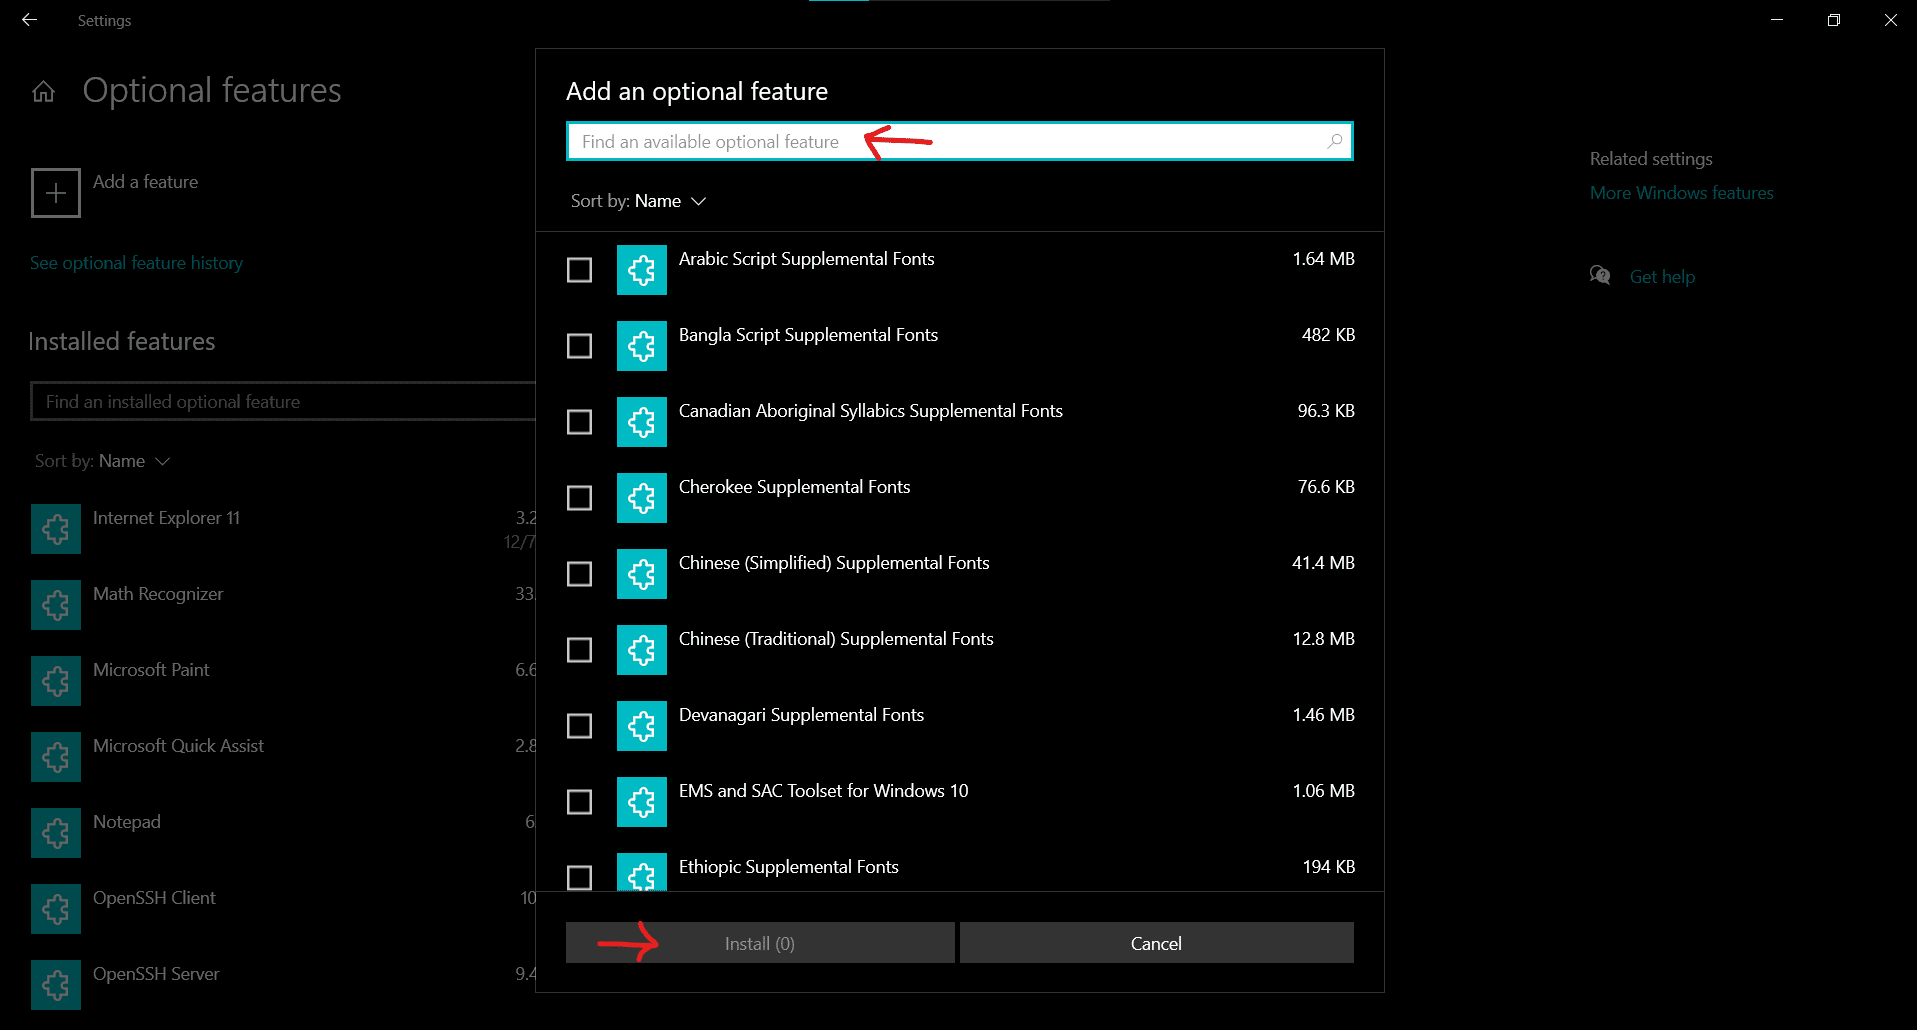 Settings
Optional features
Add a feature
See optional feature history
Installed features
Find an installed optional feature
Sort by: Name
Internet Explorer 11
3.2
12/7
Math Recognizer
33.
Microsoft Paint
6.6
Microsoft Quick Assist
2.8
Notepad
6
OpenSSH Client
10
OpenSSH Server
9.4
Add an optional feature
Find an available optional feature
Sort by: Name
Arabic Script Supplemental Fonts 1.64 MB
Bangla Script Supplemental Fonts 482 KB
Canadian Aboriginal Syllabics Supplemental Fonts 96.3 KB
Cherokee Supplemental Fonts 76.6 KB
Chinese (Simplified) Supplemental Fonts 41.4 MB
Chinese (Traditional) Supplemental Fonts 12.8 MB
Devanagari Supplemental Fonts 1.46 MB
EMS and SAC Toolset for Windows 10 1.06 MB
Ethiopic Supplemental Fonts 194 KB
Install (0) Cancel
Related settings
More Windows features
Get help